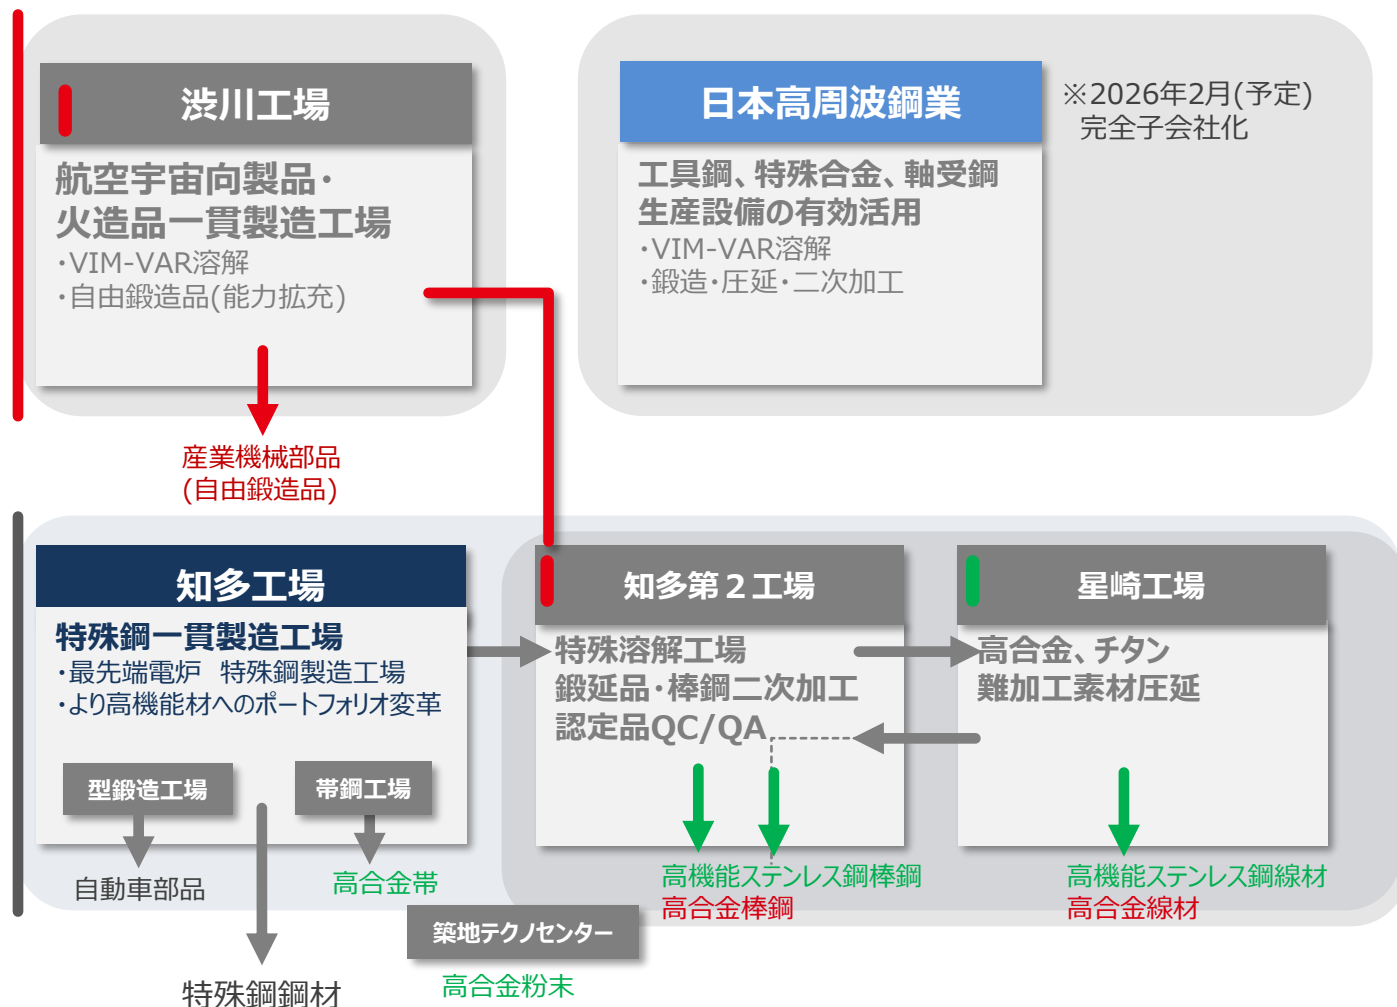 渋川工場
航空宇宙向製品・
火造品一貫製造工場
・VIM-VAR溶解
・自由鍛造品(能力拡充)
産業機械部品
(自由鍛造品)
日本高周波鋼業
工具鋼、特殊合金、軸受鋼
生産設備の有効活用
・VIM-VAR溶解
・鍛造・圧延・二次加工
※2026年2月(予定)
完全子会社化
知多工場
特殊鋼一貫製造工場
・最先端電炉　特殊鋼製造工場
・より高機能材へのポートフォリオ変革
型鍛造工場
帯鋼工場
自動車部品
高合金帯
特殊鋼鋼材
知多第２工場
特殊溶解工場
鍛延品・棒鋼二次加工
認定品QC/QA
高機能ステンレス鋼棒鋼
高合金棒鋼
星崎工場
高合金、チタン
難加工素材圧延
高機能ステンレス鋼線材
高合金線材
築地テクノセンター
高合金粉末